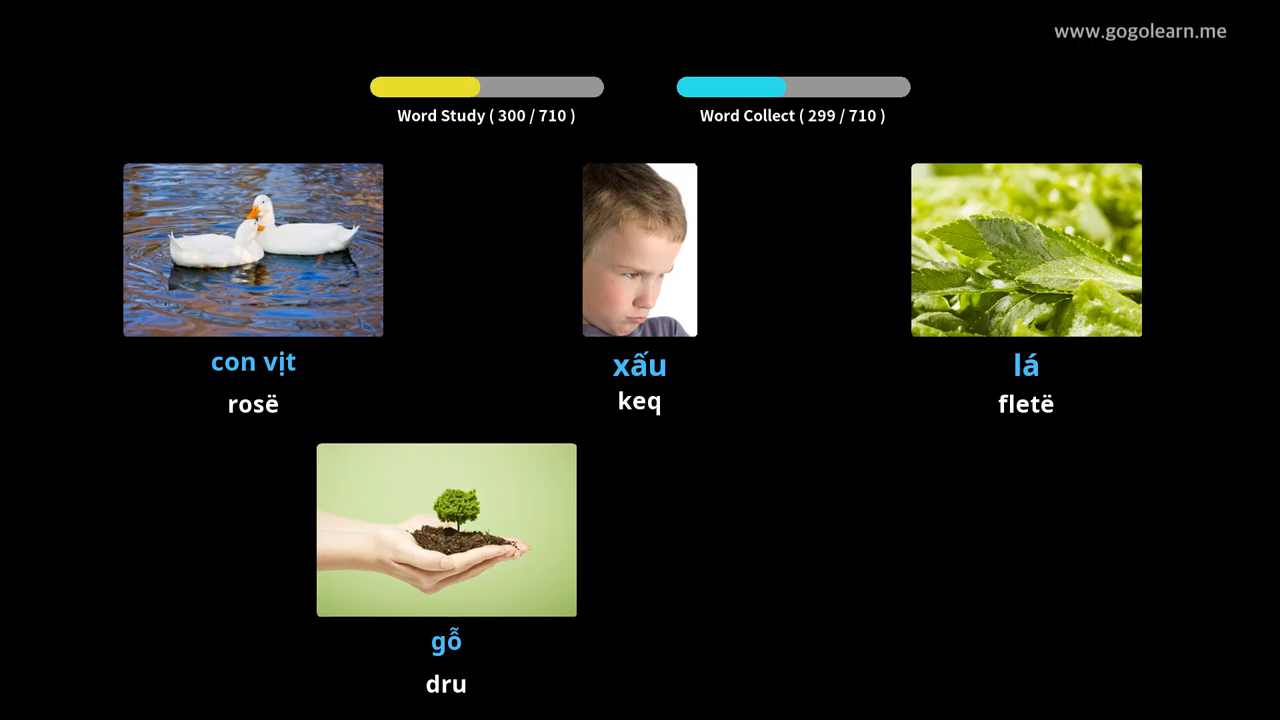 www.gogolearn.me
Word Study ( 300 / 710 )
Word Collect ( 299 / 710 )
con vịt
rosë
xấu
keq
lá
fletë
gỗ
dru